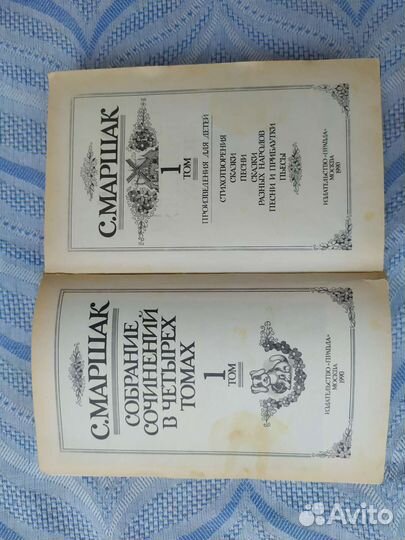 С.МАРШАК
СОБРАНИЕ
СОЧИНЕНИЙ
В ЧЕТЫРЕХ
ТОМАХ
1
ТОМ
ИЗДАТЕЛЬСТВО «ПРАВДА»
МОСКВА
1990
С.МАРШАК
1
ТОМ
ПРОИЗВЕДЕНИЯ ДЛЯ ДЕТЕЙ
СТИХОТВОРЕНИЯ
СКАЗКИ
ПЕСНИ
СКАЗКИ
РАЗНЫХ НАРОДОВ
ПЕСНИ И ПРИБАУТКИ
ПЬЕСЫ
ИЗДАТЕЛЬСТВО «ПРАВДА»
МОСКВА
1990
Avito